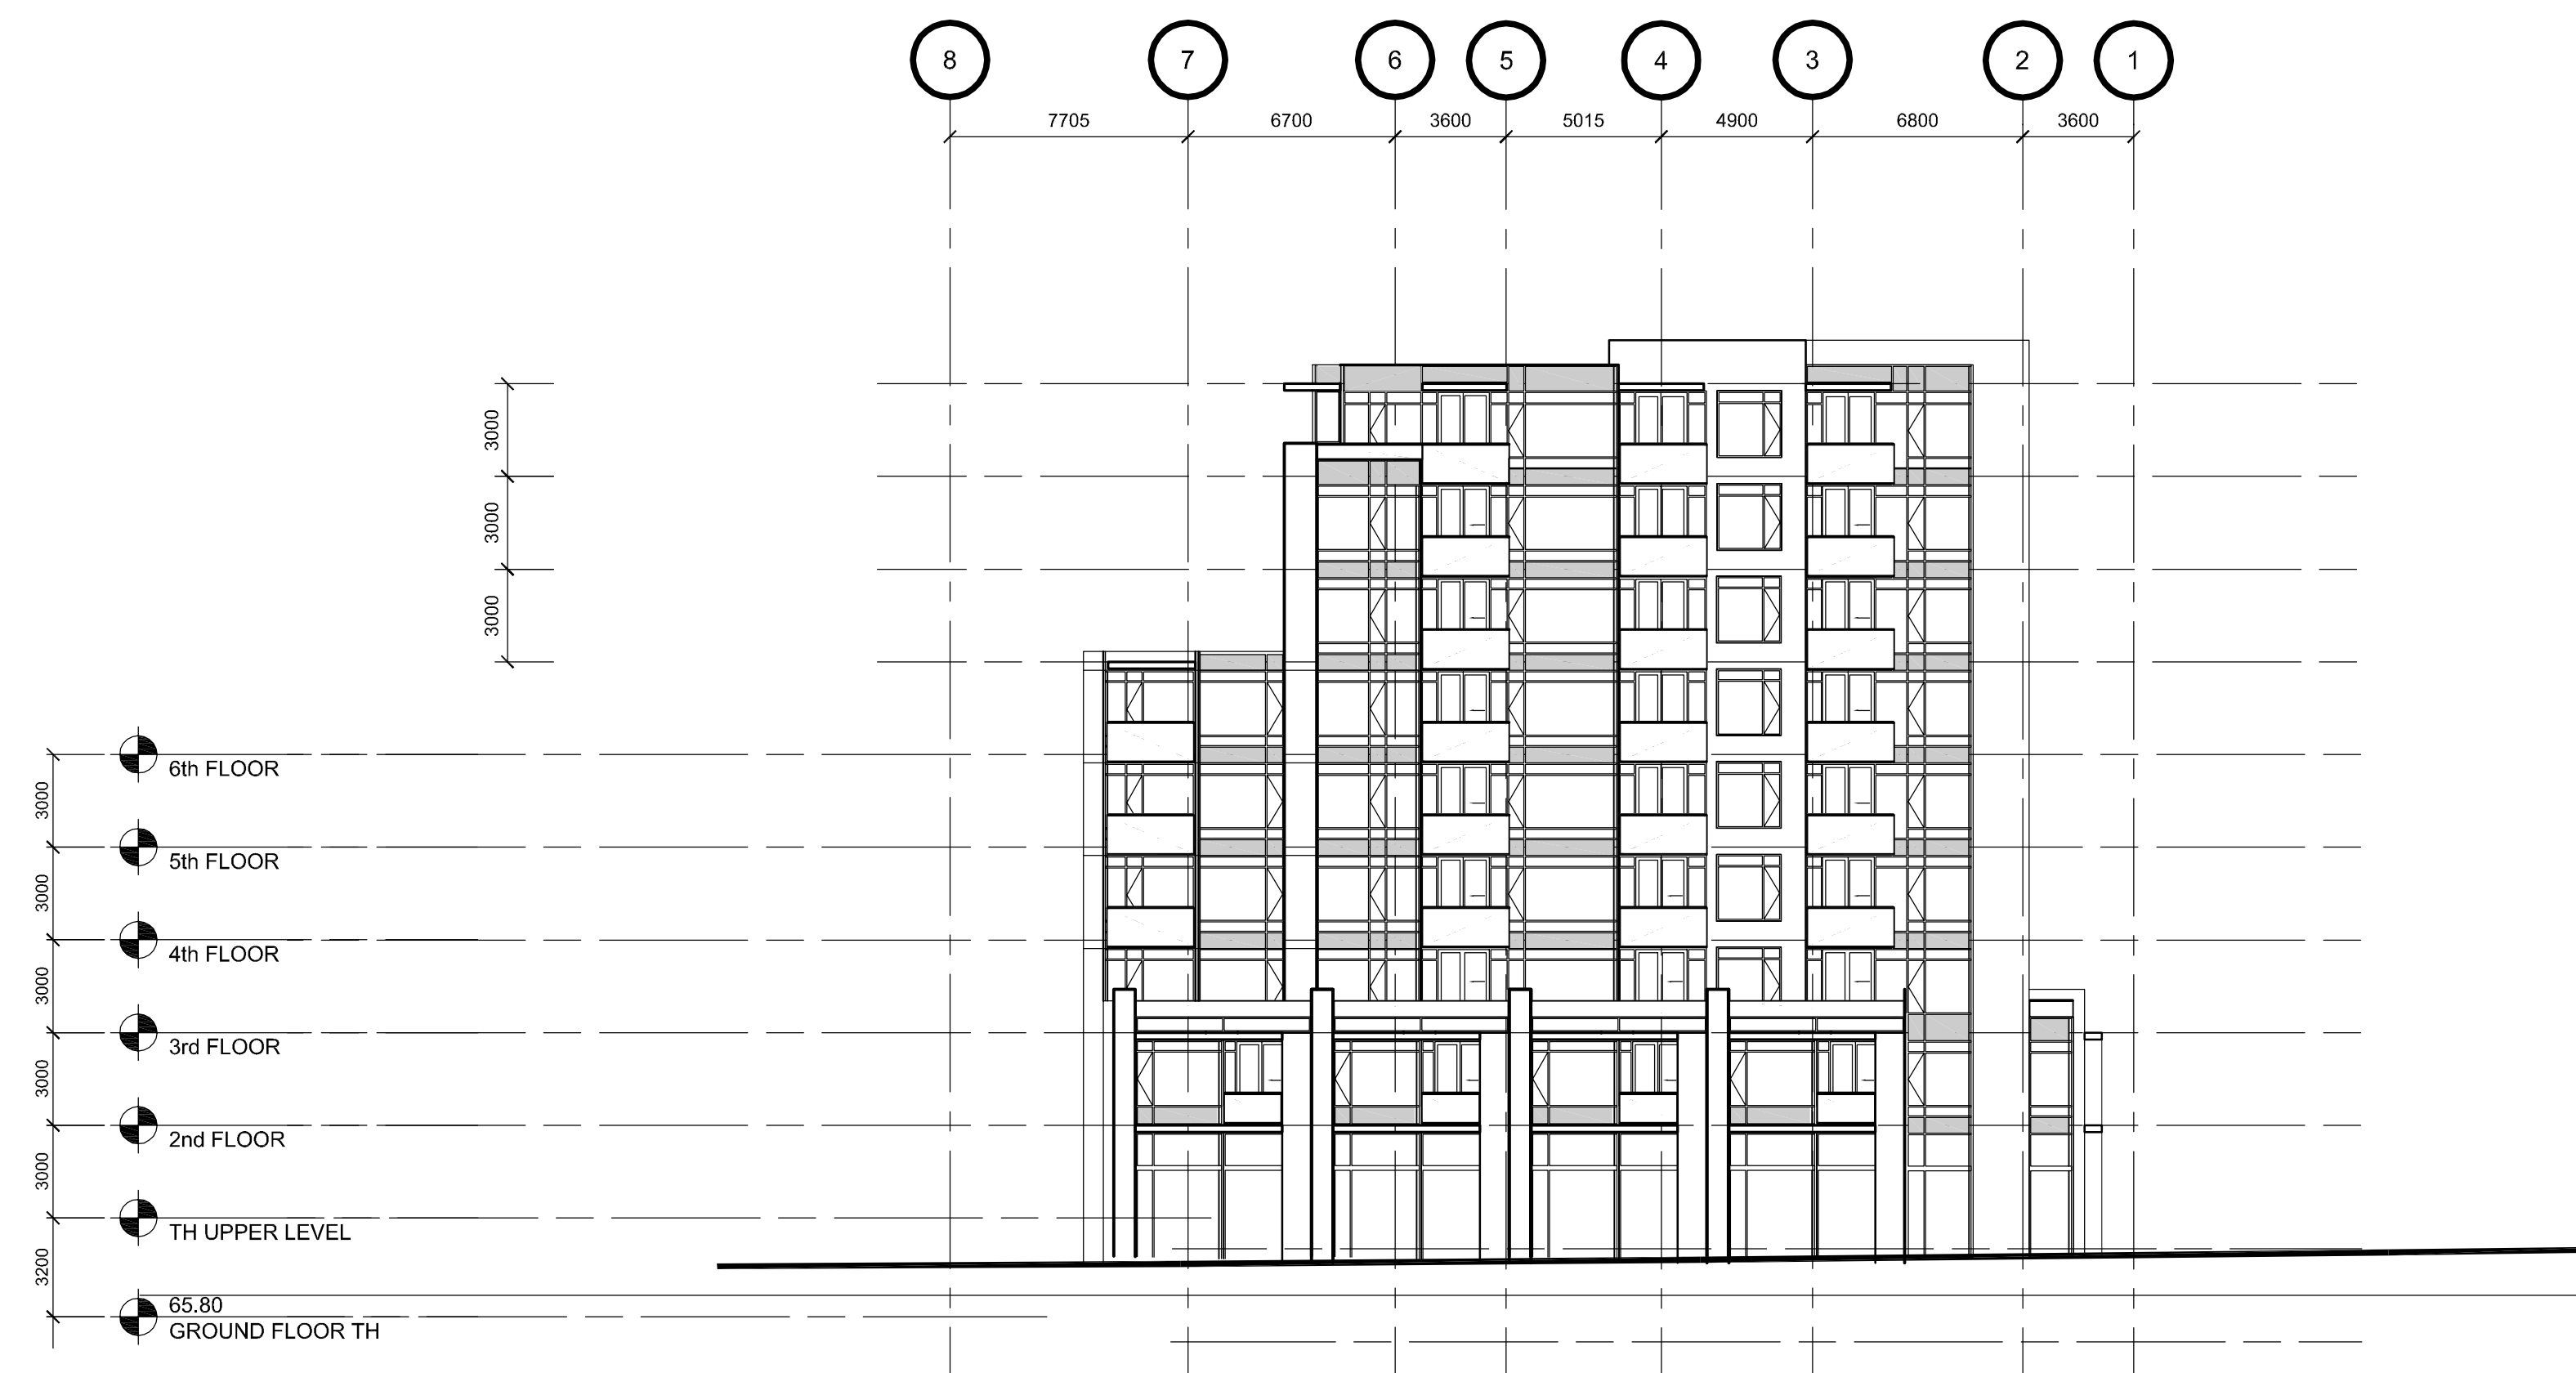 8 7 6 5 4 3 2 1
7705 6700 3600 5015 4900 6800 3600
3000
3000
3000
6th FLOOR
3000
5th FLOOR
3000
4th FLOOR
3000
3rd FLOOR
3000
2nd FLOOR
3000
TH UPPER LEVEL
3200
65.80
GROUND FLOOR TH